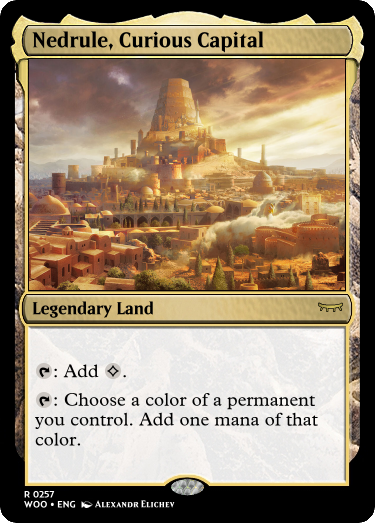 Nedrule, Curious Capital
Legendary Land
: Add .
: Choose a color of a permanent
you control. Add one mana of that
color.
R 0257
WOO • ENG Alexandr Elichev